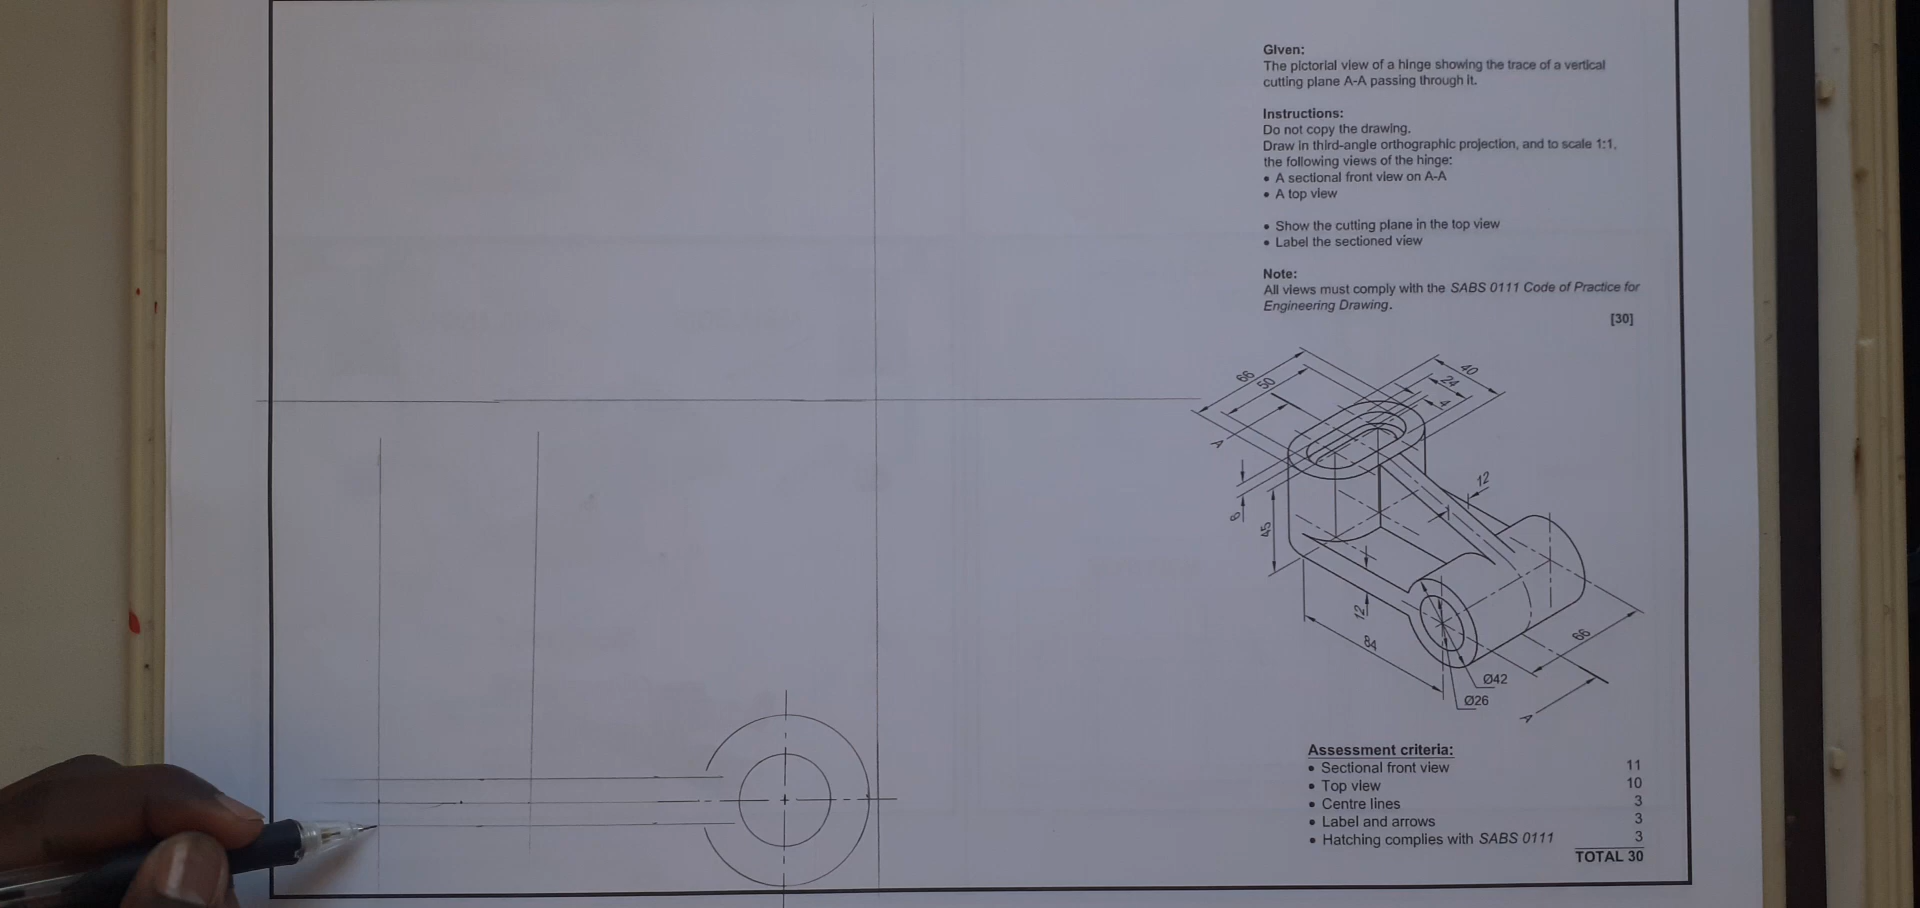 Given:
The pictorial view of a hinge showing the trace of a vertical
cutting plane A-A passing through it.
Instructions:
Do not copy the drawing.
Draw in third-angle orthographic projection, and to scale 1:1,
the following views of the hinge:
• A sectional front view on A-A
• A top view
• Show the cutting plane in the top view
• Label the sectioned view
Note:
All views must comply with the SABS 0111 Code of Practice for
Engineering Drawing.
[30]
66
50
40
24
4
A
8
45
12
12
84
66
Ø42
Ø26
A
Assessment criteria:
• Sectional front view 11
• Top view 10
• Centre lines 3
• Label and arrows 3
• Hatching complies with SABS 0111 3
TOTAL 30